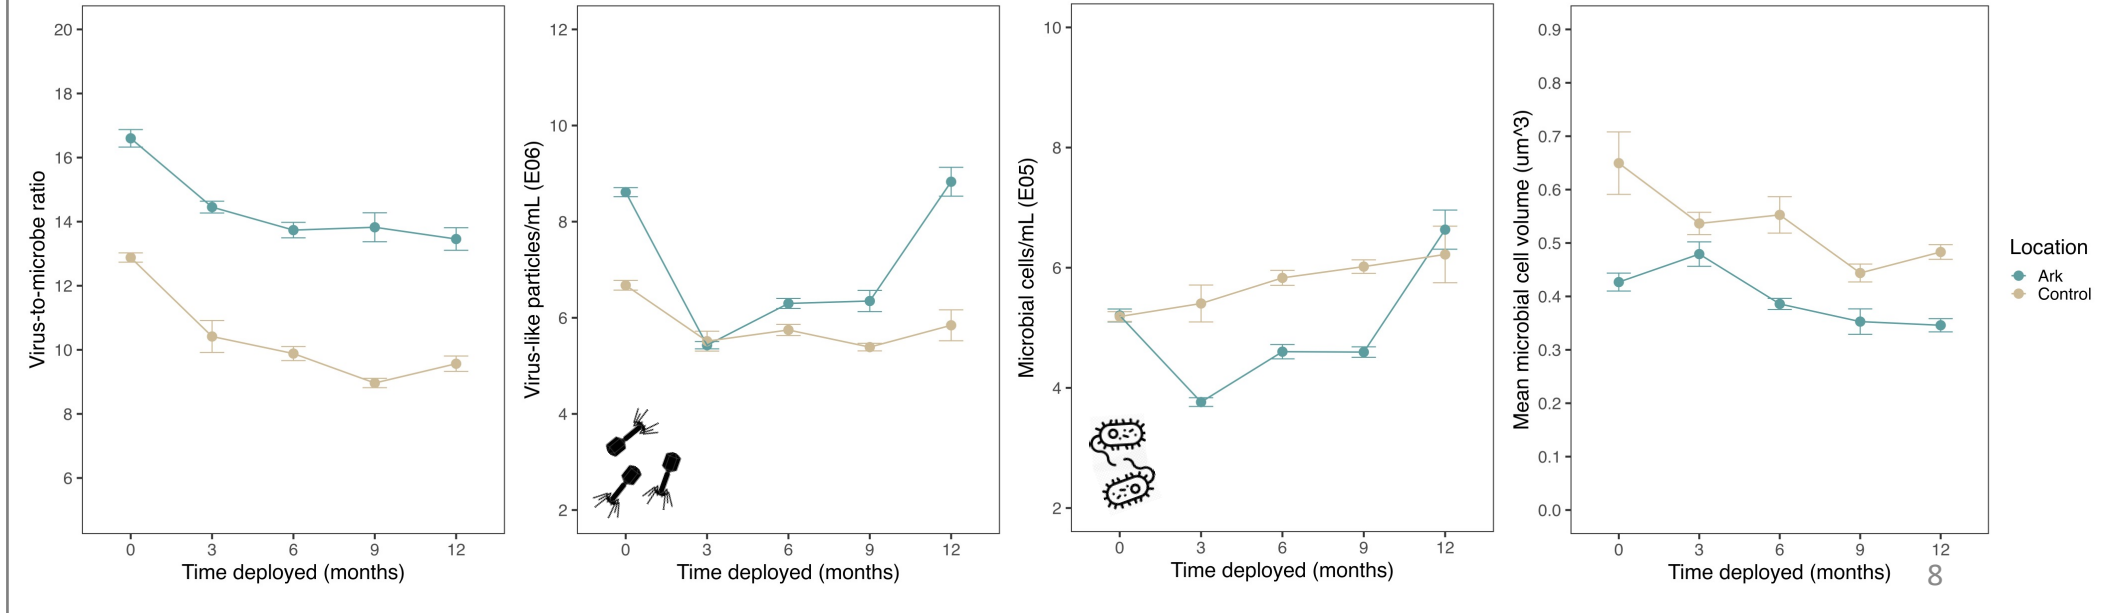 Virus-to-microbe ratio
20
18
16
14
12
10
8
6
0 3 6 9 12
Time deployed (months)
Virus-like particles/mL (E06)
12
10
8
6
4
2
0 3 6 9 12
Time deployed (months)
Microbial cells/mL (E05)
10
8
6
4
2
0 3 6 9 12
Time deployed (months)
Mean microbial cell volume (um^3)
0.9
0.8
0.7
0.6
0.5
0.4
0.3
0.2
0.1
0.0
0 3 6 9 12
Time deployed (months)
Location
Ark
Control
8